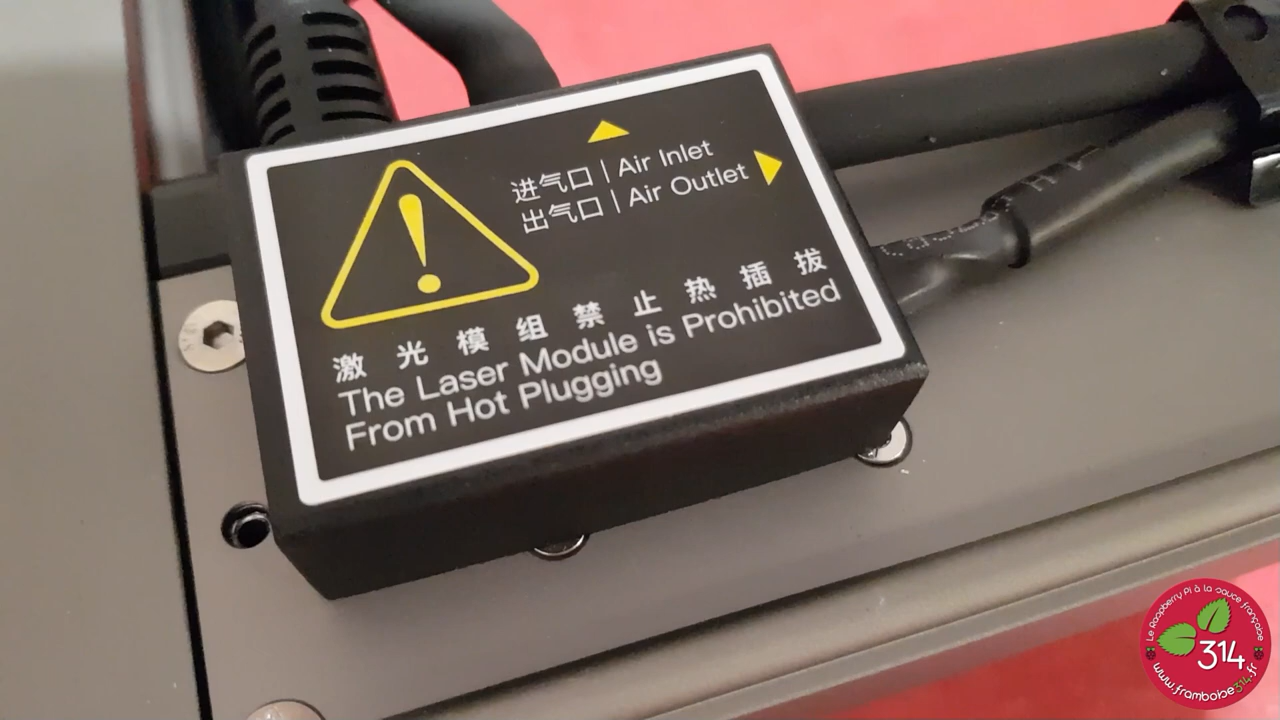 进气口 | Air Inlet
出气口 | Air Outlet
激光模组禁止热插拔
The Laser Module is Prohibited
From Hot Plugging
Le Raspberry Pi à la sauce française
314
www.framboise314.fr